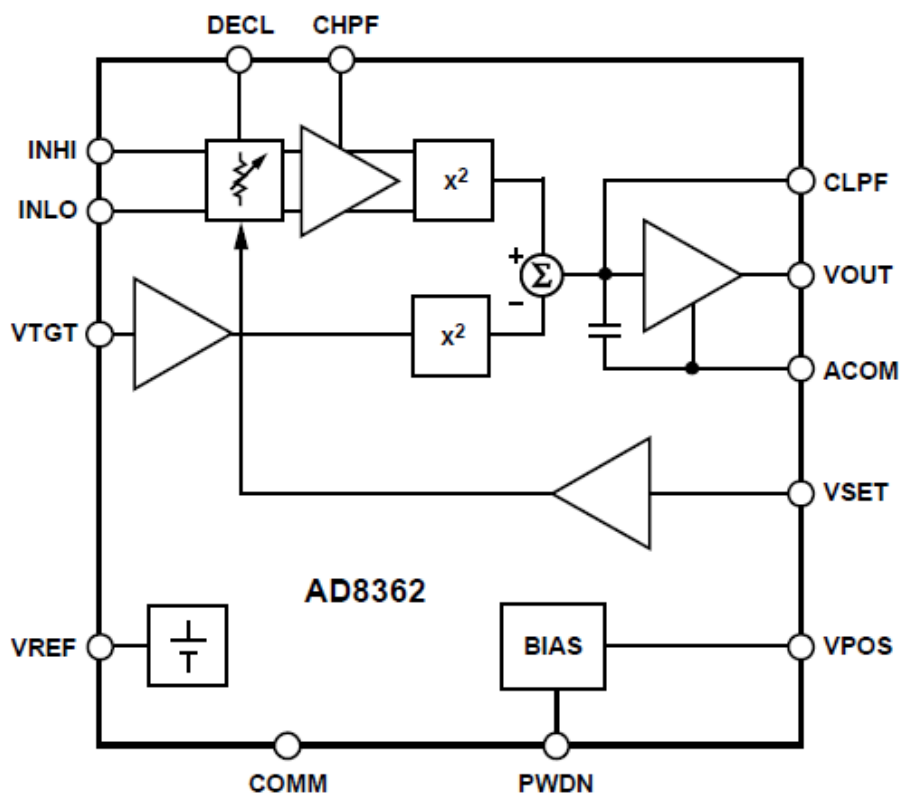 DECL CHPF
INHI
x²
CLPF
INLO
+
Σ
VOUT
−
VTGT
x²
ACOM
VSET
AD8362
VREF
BIAS
VPOS
COMM
PWDN